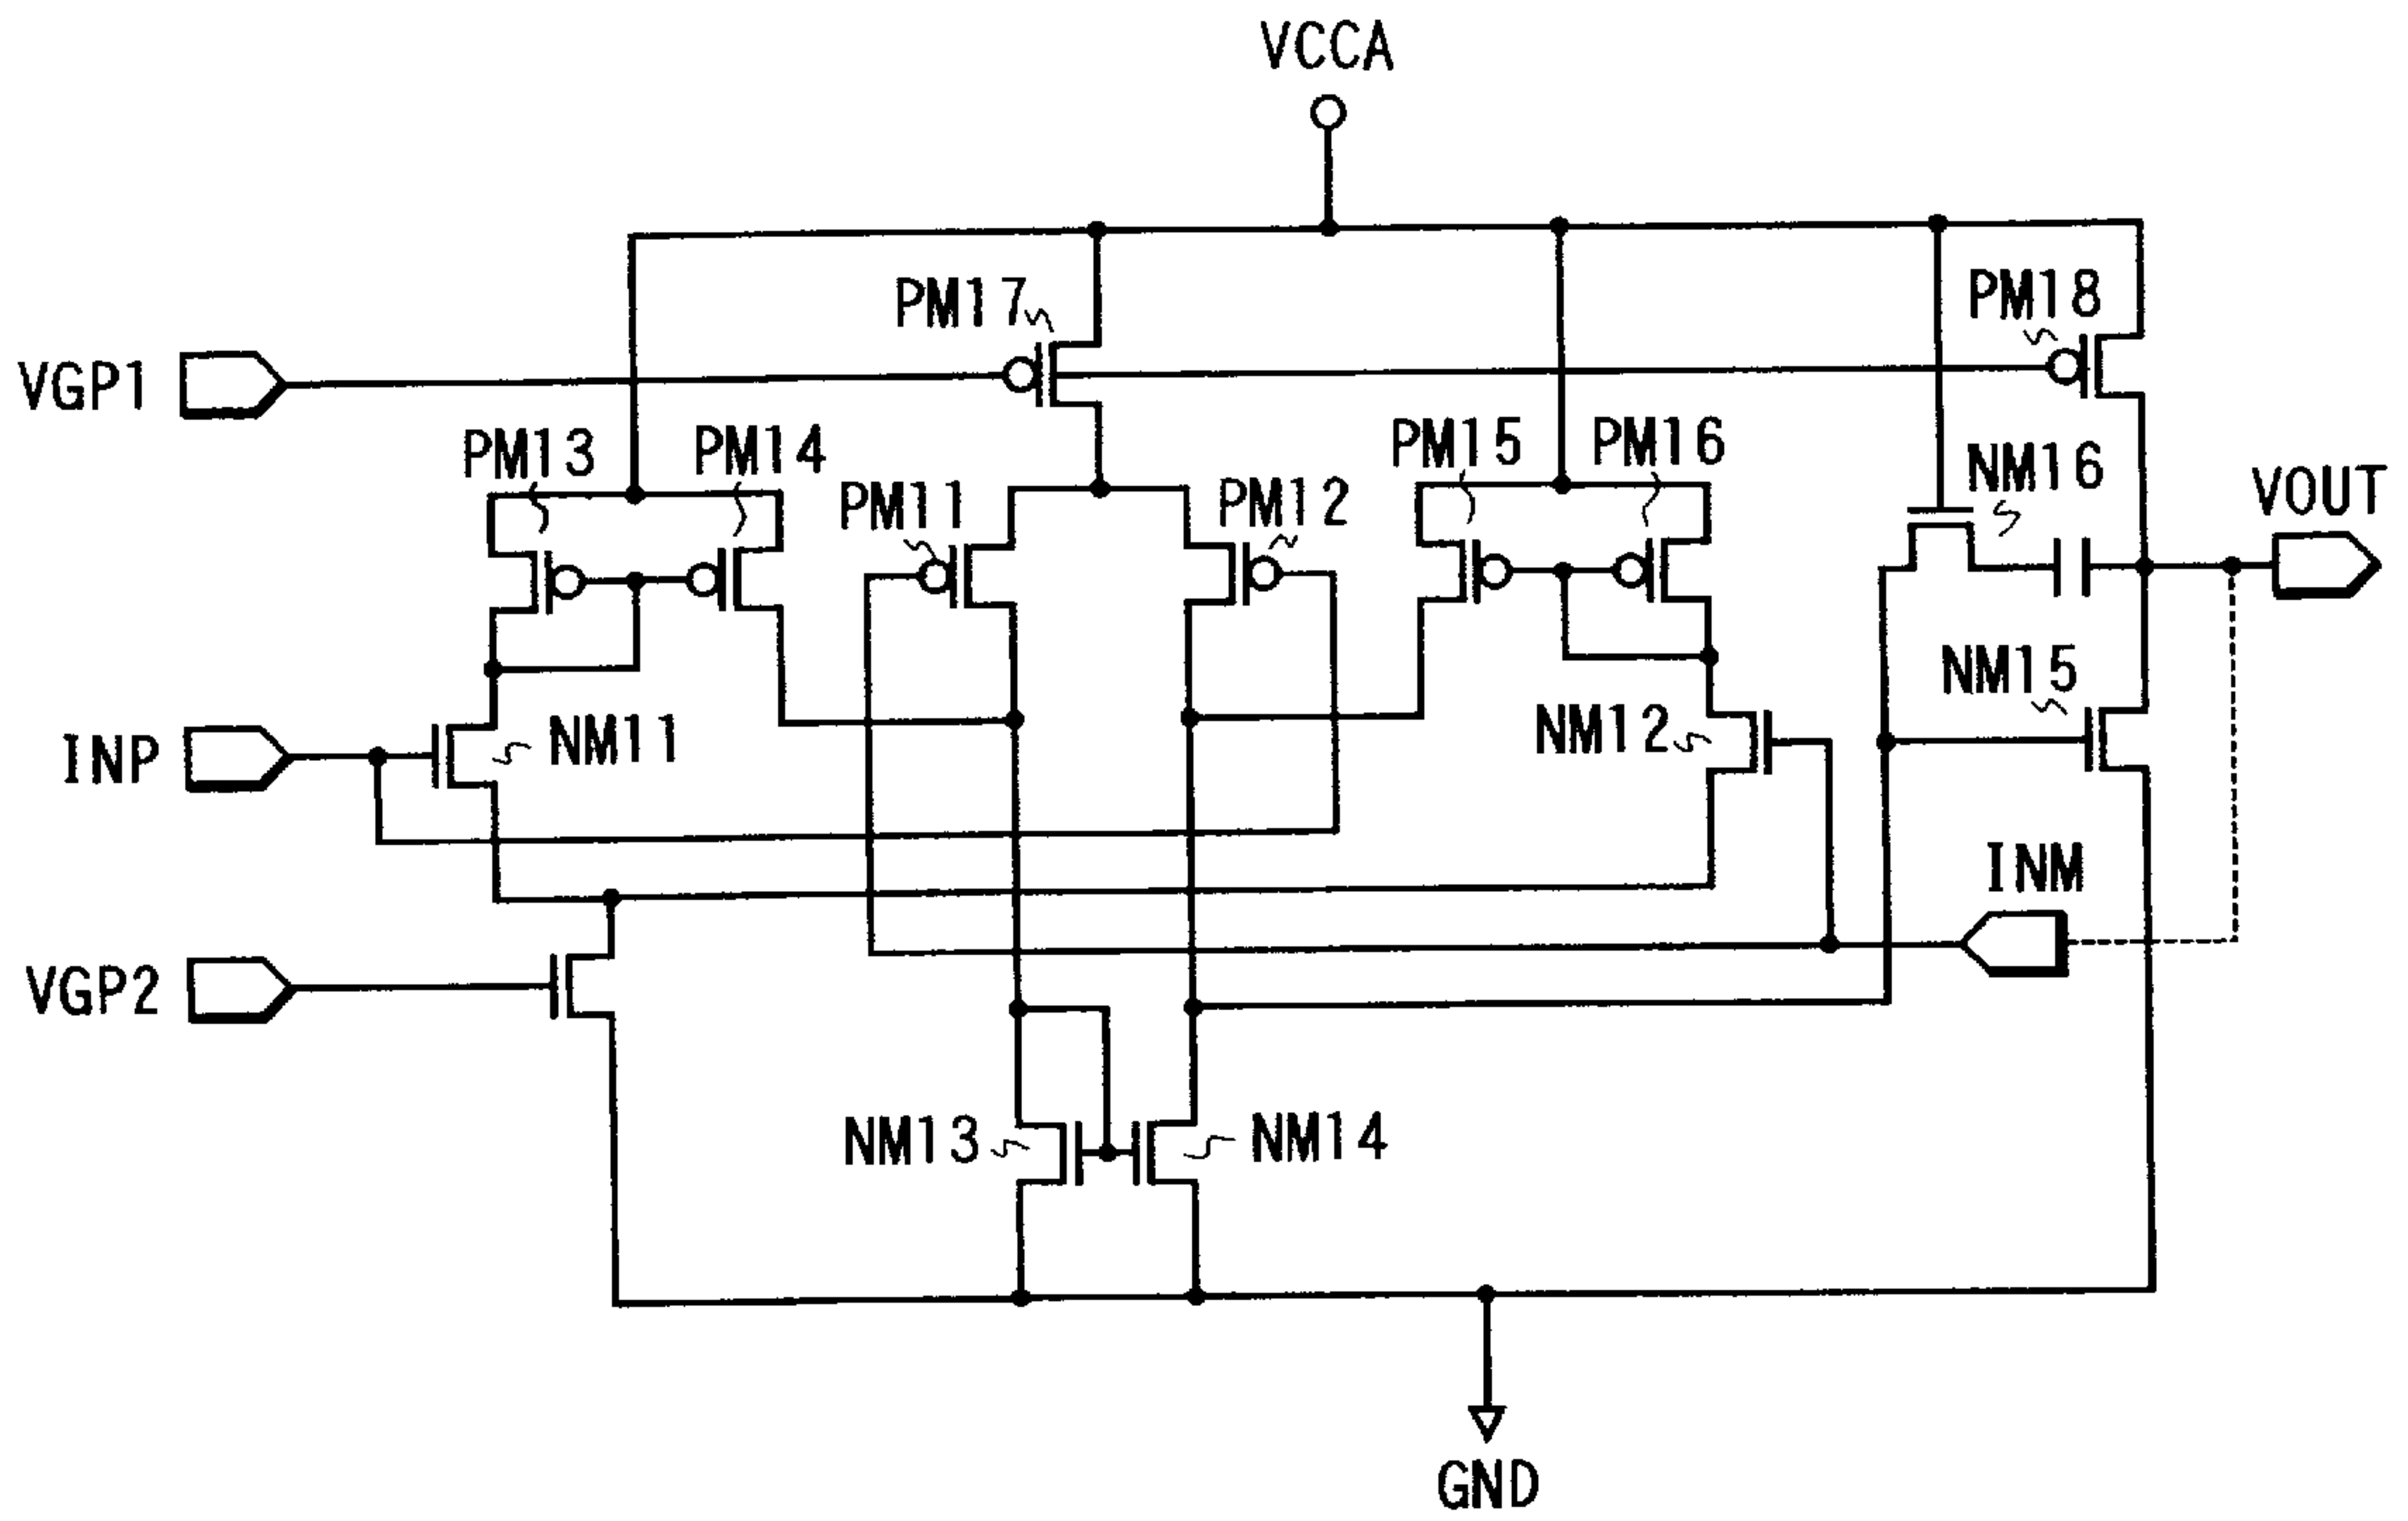 VCCA
PM17
PM18
VGP1
PM13
PM14
PM11
PM12
PM15
PM16
NM16
VOUT
INP
NM11
NM12
NM15
INM
VGP2
NM13
NM14
GND